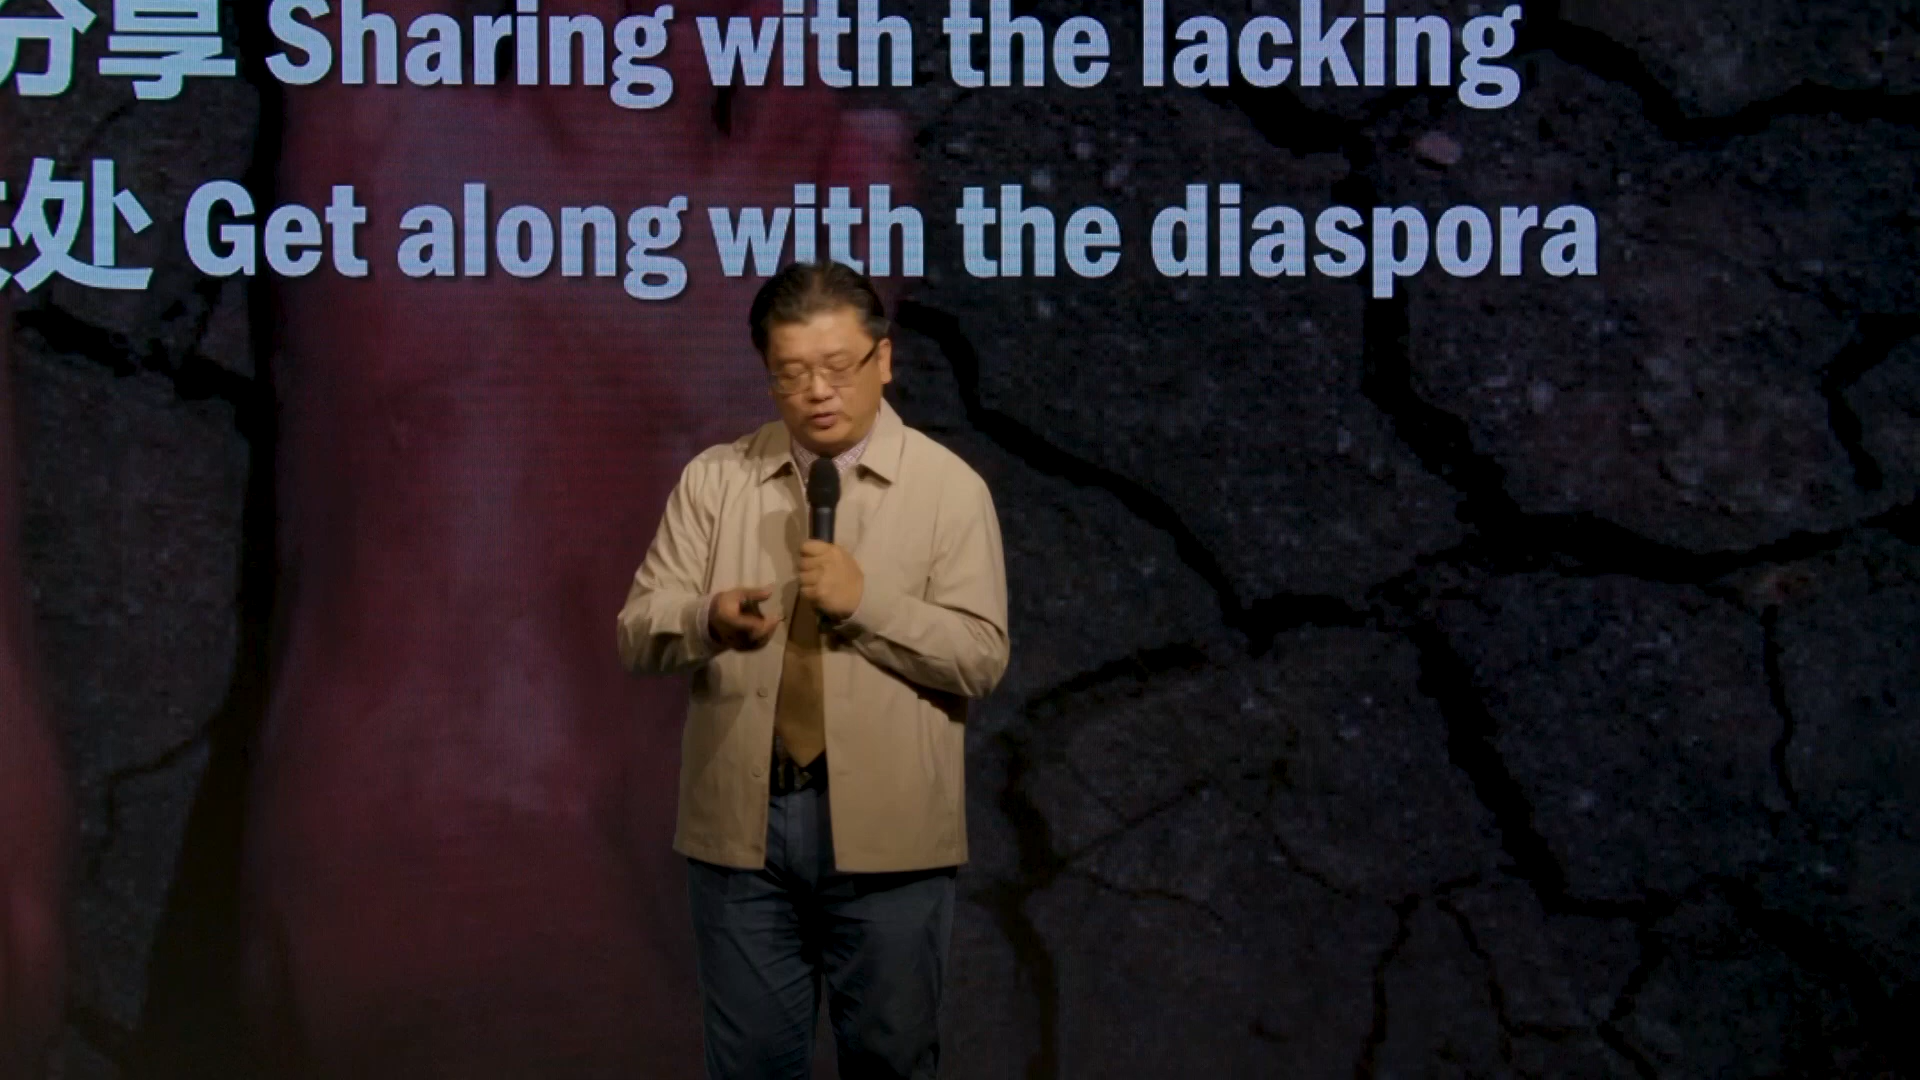 分享 Sharing with the lacking
处 Get along with the diaspora